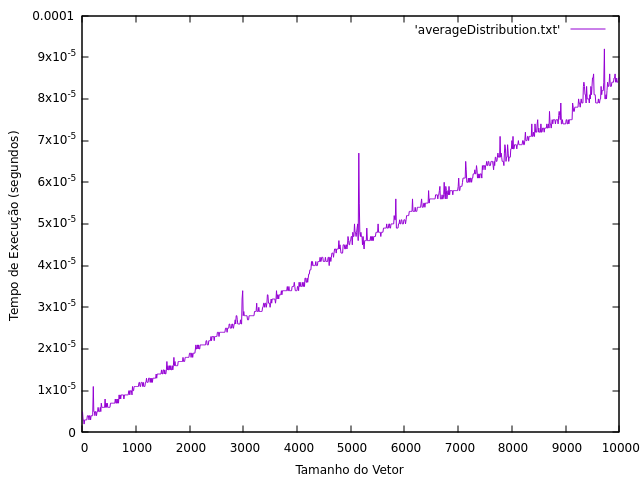 0.0001
'averageDistribution.txt'
9x10⁻⁵
8x10⁻⁵
7x10⁻⁵
6x10⁻⁵
5x10⁻⁵
4x10⁻⁵
3x10⁻⁵
2x10⁻⁵
1x10⁻⁵
0
Tempo de Execução (segundos)
0 1000 2000 3000 4000 5000 6000 7000 8000 9000 10000
Tamanho do Vetor